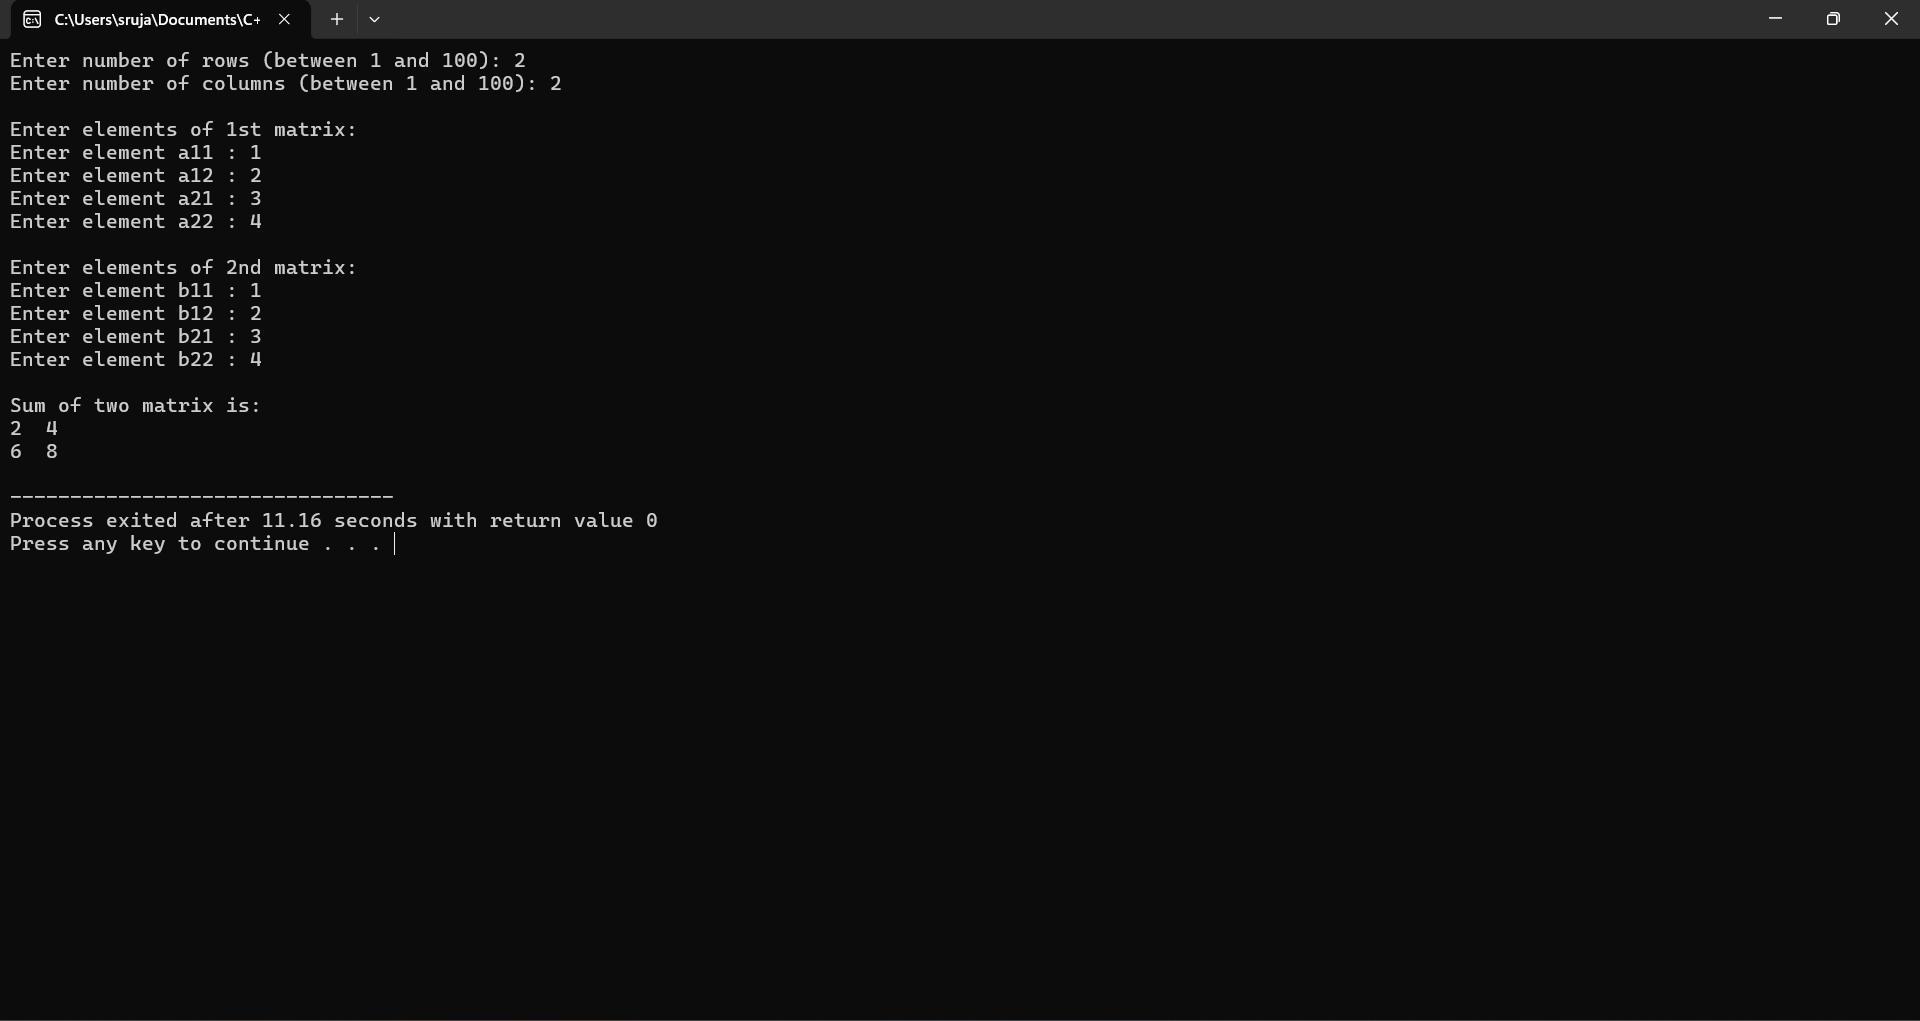 C:\Users\sruja\Documents\C+
Enter number of rows (between 1 and 100): 2
Enter number of columns (between 1 and 100): 2
Enter elements of 1st matrix:
Enter element a11 : 1
Enter element a12 : 2
Enter element a21 : 3
Enter element a22 : 4
Enter elements of 2nd matrix:
Enter element b11 : 1
Enter element b12 : 2
Enter element b21 : 3
Enter element b22 : 4
Sum of two matrix is:
2  4
6  8
--------------------------------
Process exited after 11.16 seconds with return value 0
Press any key to continue . . .